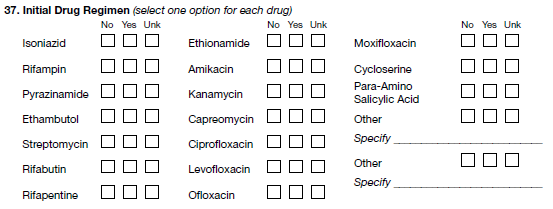 37. Initial Drug Regimen (select one option for each drug)
No Yes Unk No Yes Unk No Yes Unk
Isoniazid Ethionamide Moxifloxacin
Rifampin Amikacin Cycloserine
Pyrazinamide Kanamycin Para-Amino Salicylic Acid
Ethambutol Capreomycin Other
Streptomycin Ciprofloxacin Specify
Rifabutin Levofloxacin Other
Rifapentine Ofloxacin Specify